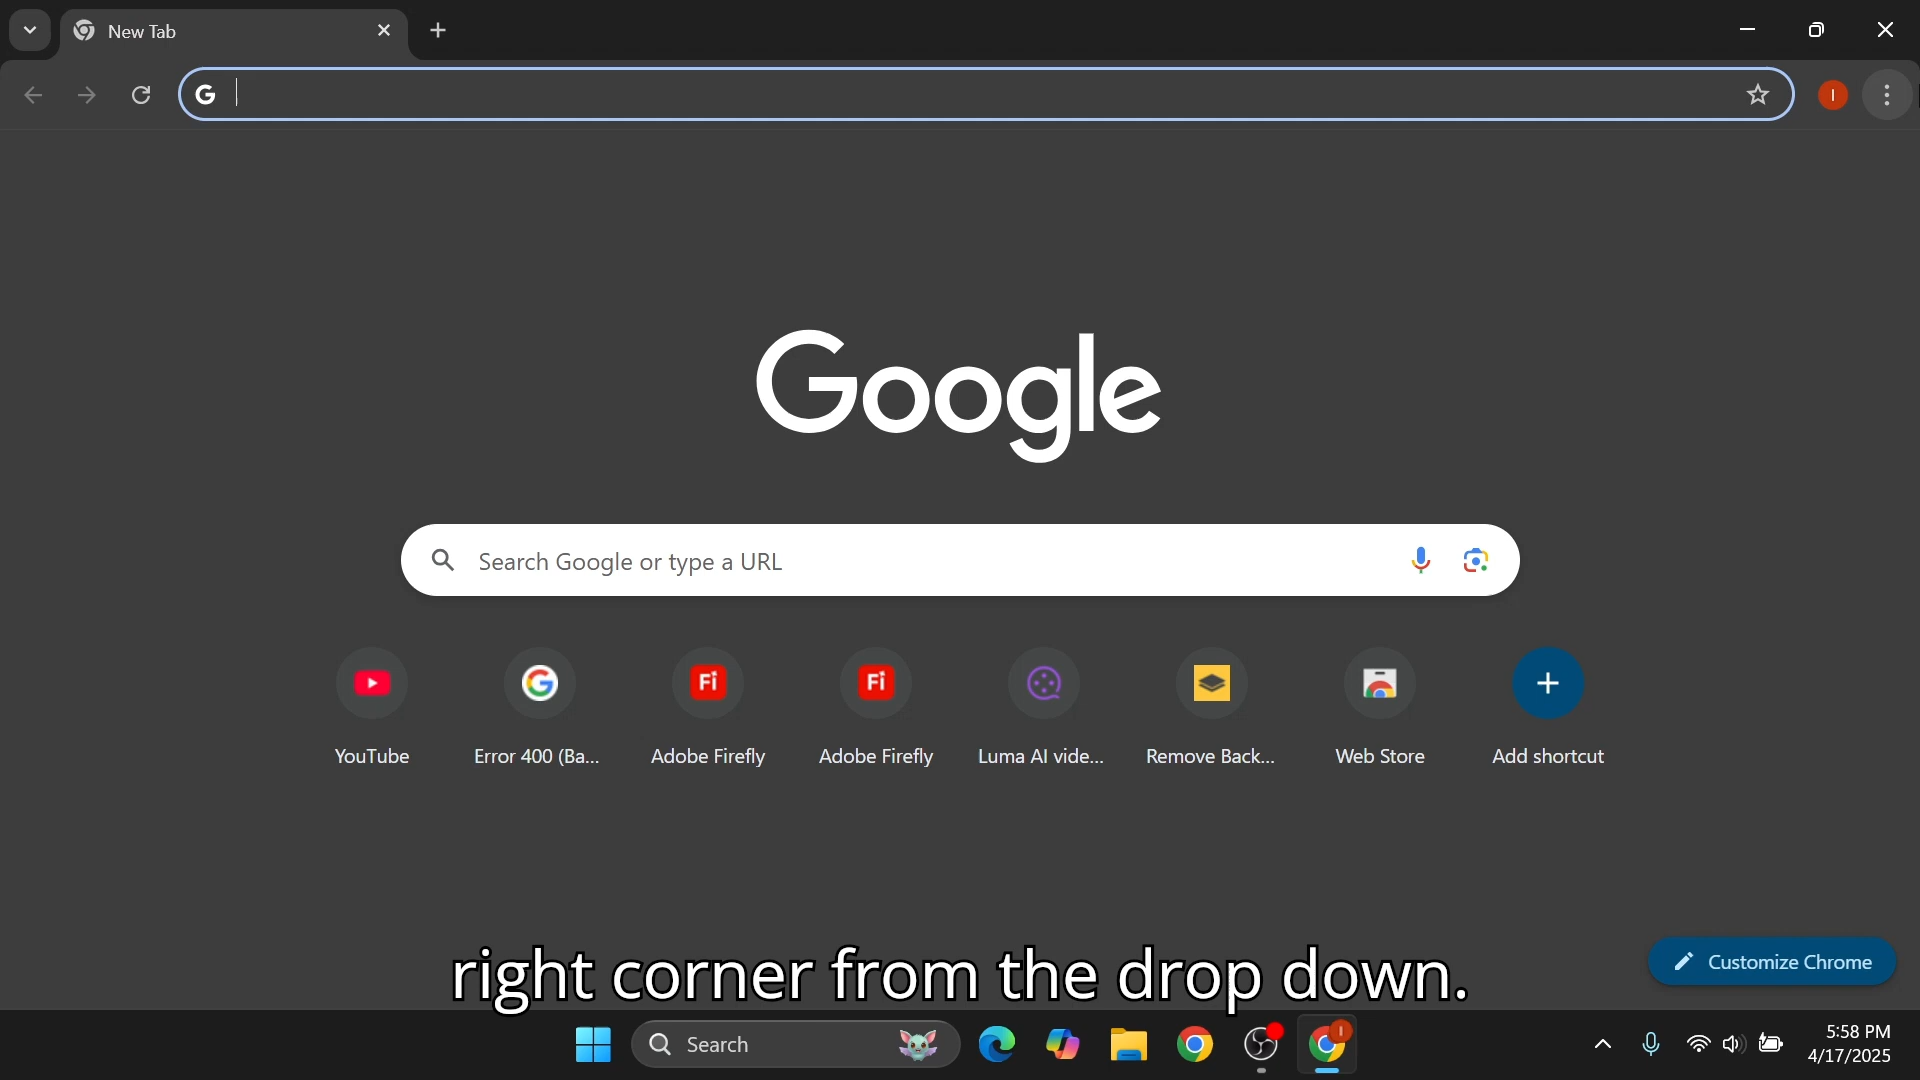 New Tab
I
Google
Search Google or type a URL
YouTube
Error 400 (Ba...
Fi
Adobe Firefly
Fi
Adobe Firefly
Luma AI vide...
Remove Back...
Web Store
Add shortcut
right corner from the drop down.
Customize Chrome
Search
I
5:58 PM
4/17/2025